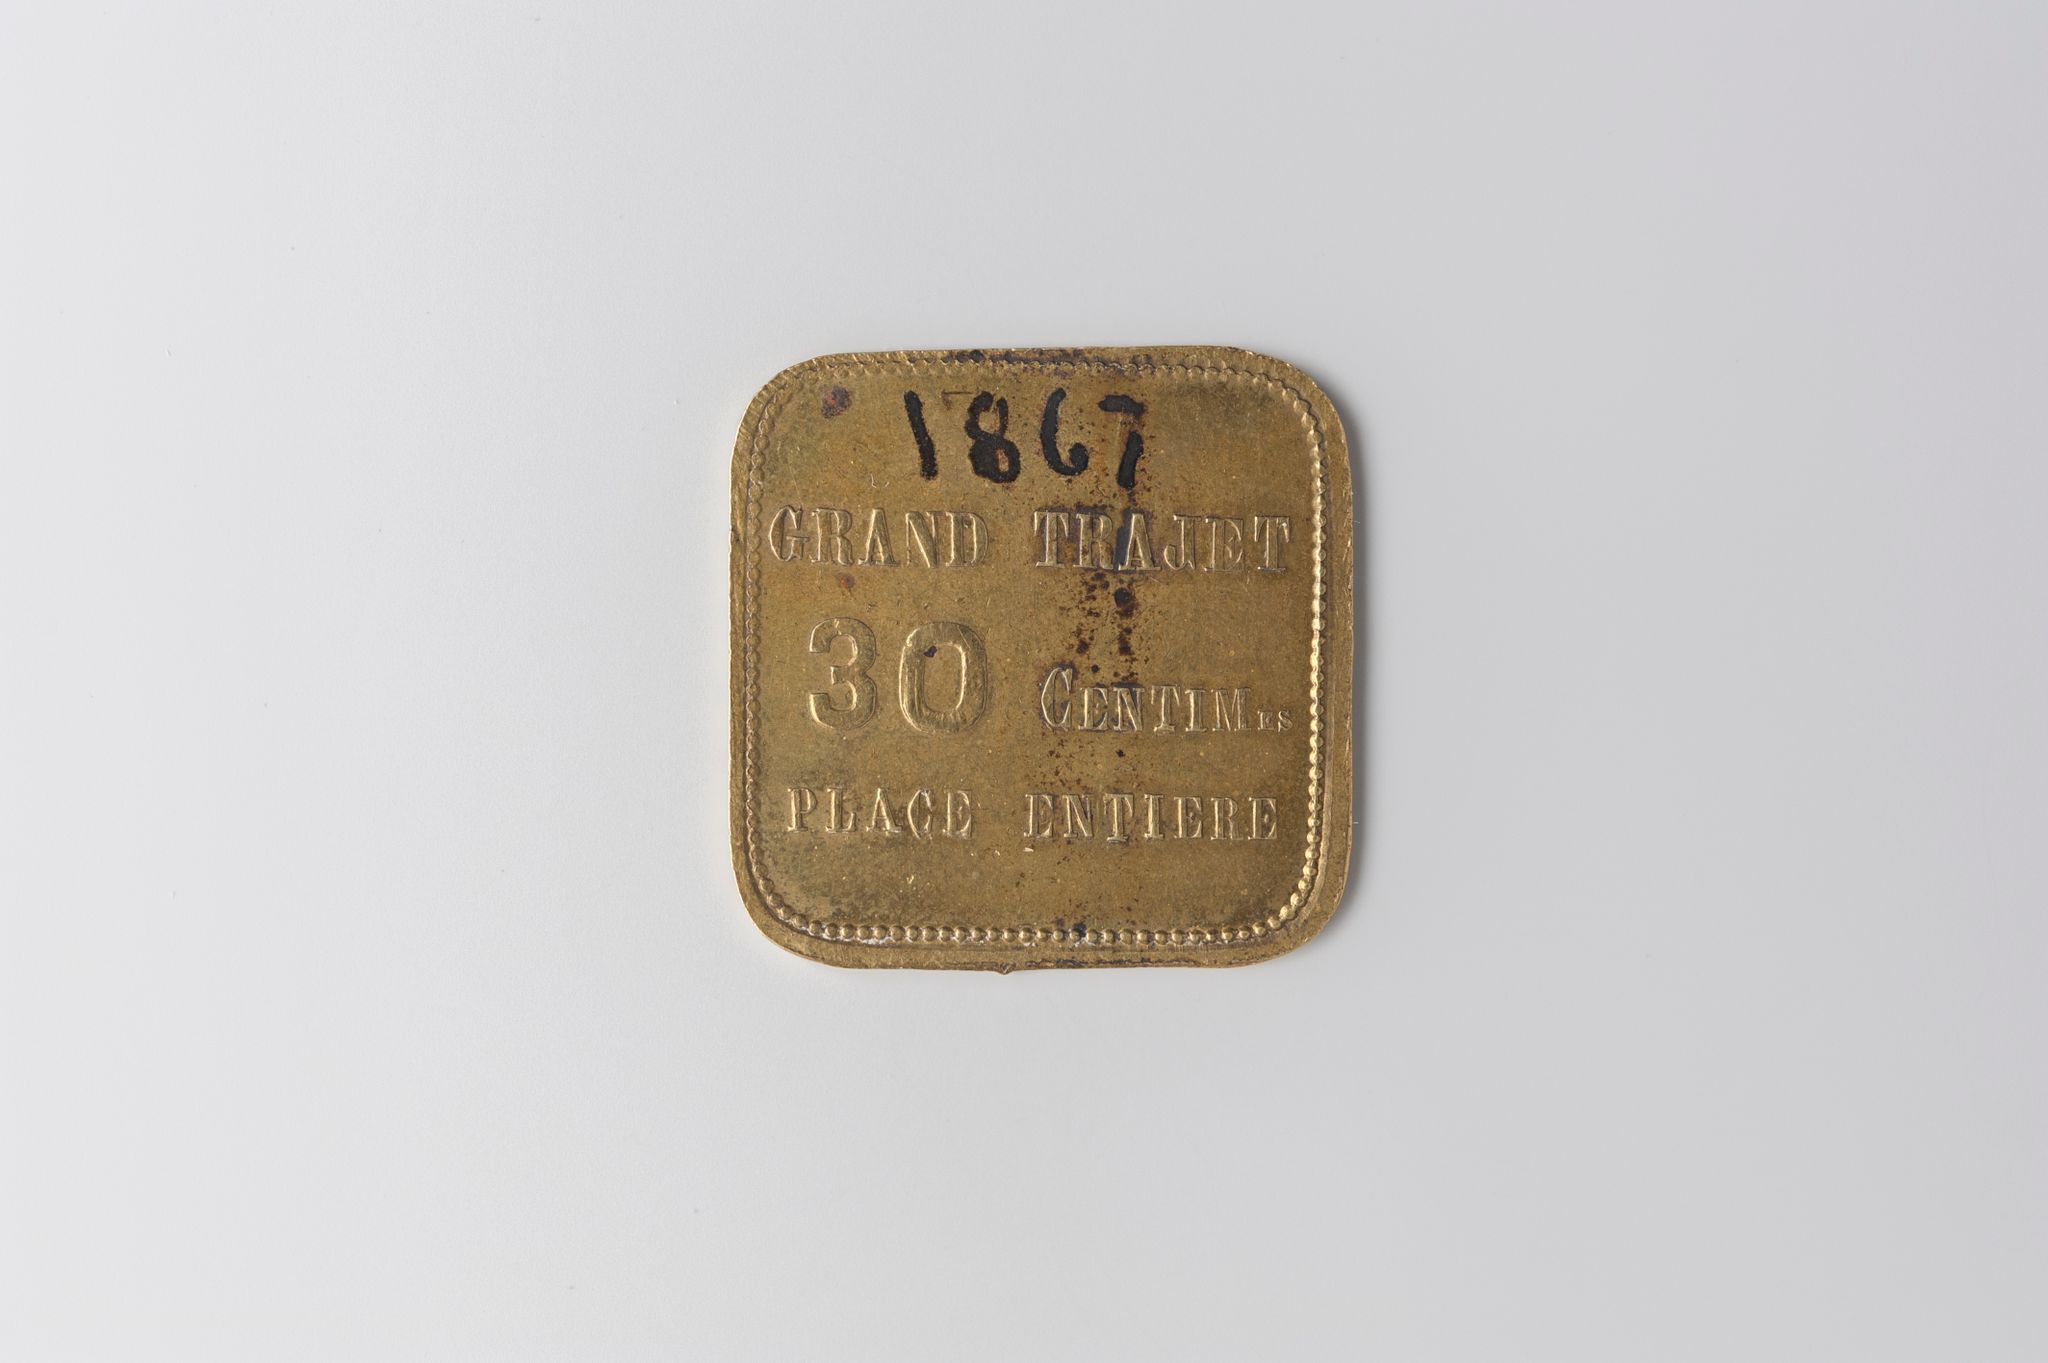 1867
GRAND TRAJET
30 CENTIMES
PLACE ENTIERE